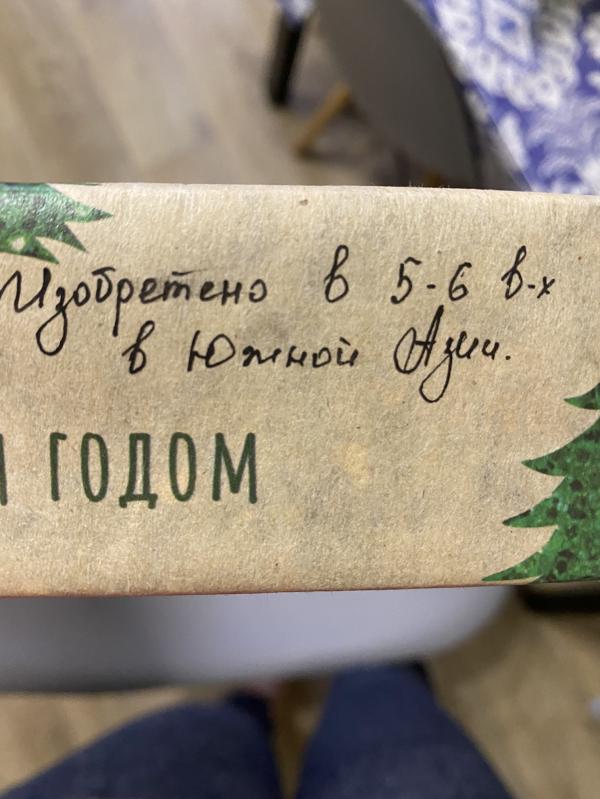 Изобретено в 5-6 в-х
в Южной Азии.
годом